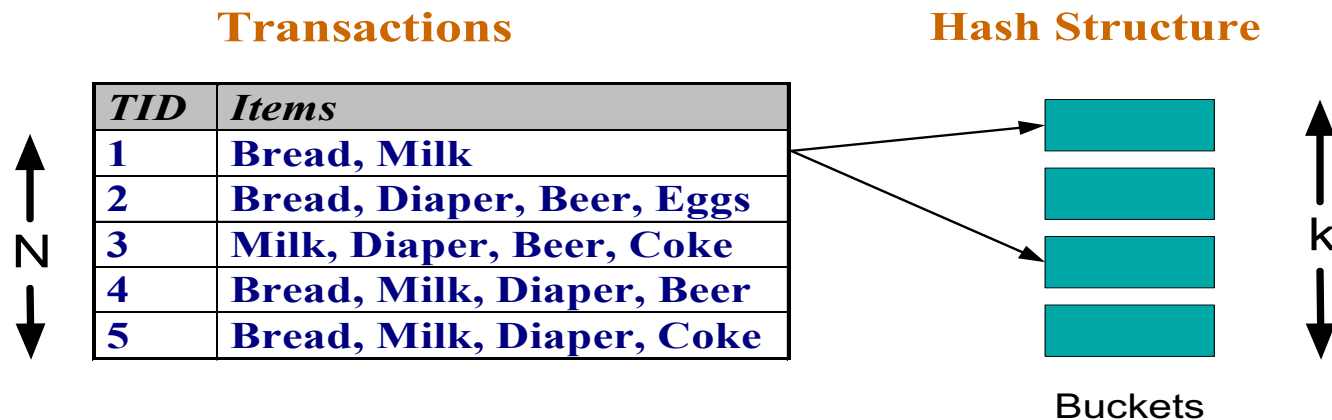 Transactions
Hash Structure
TID Items
1 Bread, Milk
2 Bread, Diaper, Beer, Eggs
3 Milk, Diaper, Beer, Coke
4 Bread, Milk, Diaper, Beer
5 Bread, Milk, Diaper, Coke
N
k
Buckets